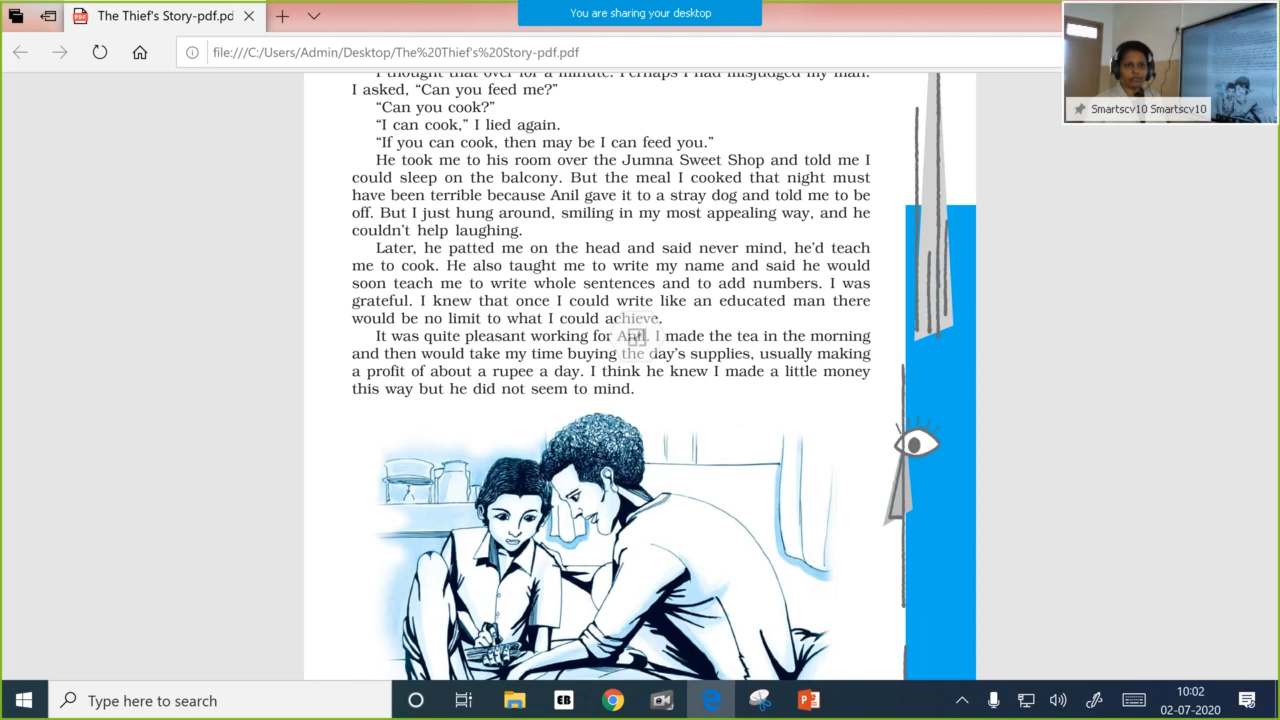 The Thief's Story-pdf.pd
You are sharing your desktop
file:///C:/Users/Admin/Desktop/The%20Thief's%20Story-pdf.pdf
Smartscv10 Smartscv10
I thought that over for a minute. Perhaps I had misjudged my man.
I asked, “Can you feed me?”
“Can you cook?”
“I can cook,” I lied again.
“If you can cook, then may be I can feed you.”
He took me to his room over the Jumna Sweet Shop and told me I
could sleep on the balcony. But the meal I cooked that night must
have been terrible because Anil gave it to a stray dog and told me to be
off. But I just hung around, smiling in my most appealing way, and he
couldn’t help laughing.
Later, he patted me on the head and said never mind, he’d teach
me to cook. He also taught me to write my name and said he would
soon teach me to write whole sentences and to add numbers. I was
grateful. I knew that once I could write like an educated man there
would be no limit to what I could achieve.
It was quite pleasant working for Anil. I made the tea in the morning
and then would take my time buying the day’s supplies, usually making
a profit of about a rupee a day. I think he knew I made a little money
this way but he did not seem to mind.
Type here to search
EB
10:02
02-07-2020